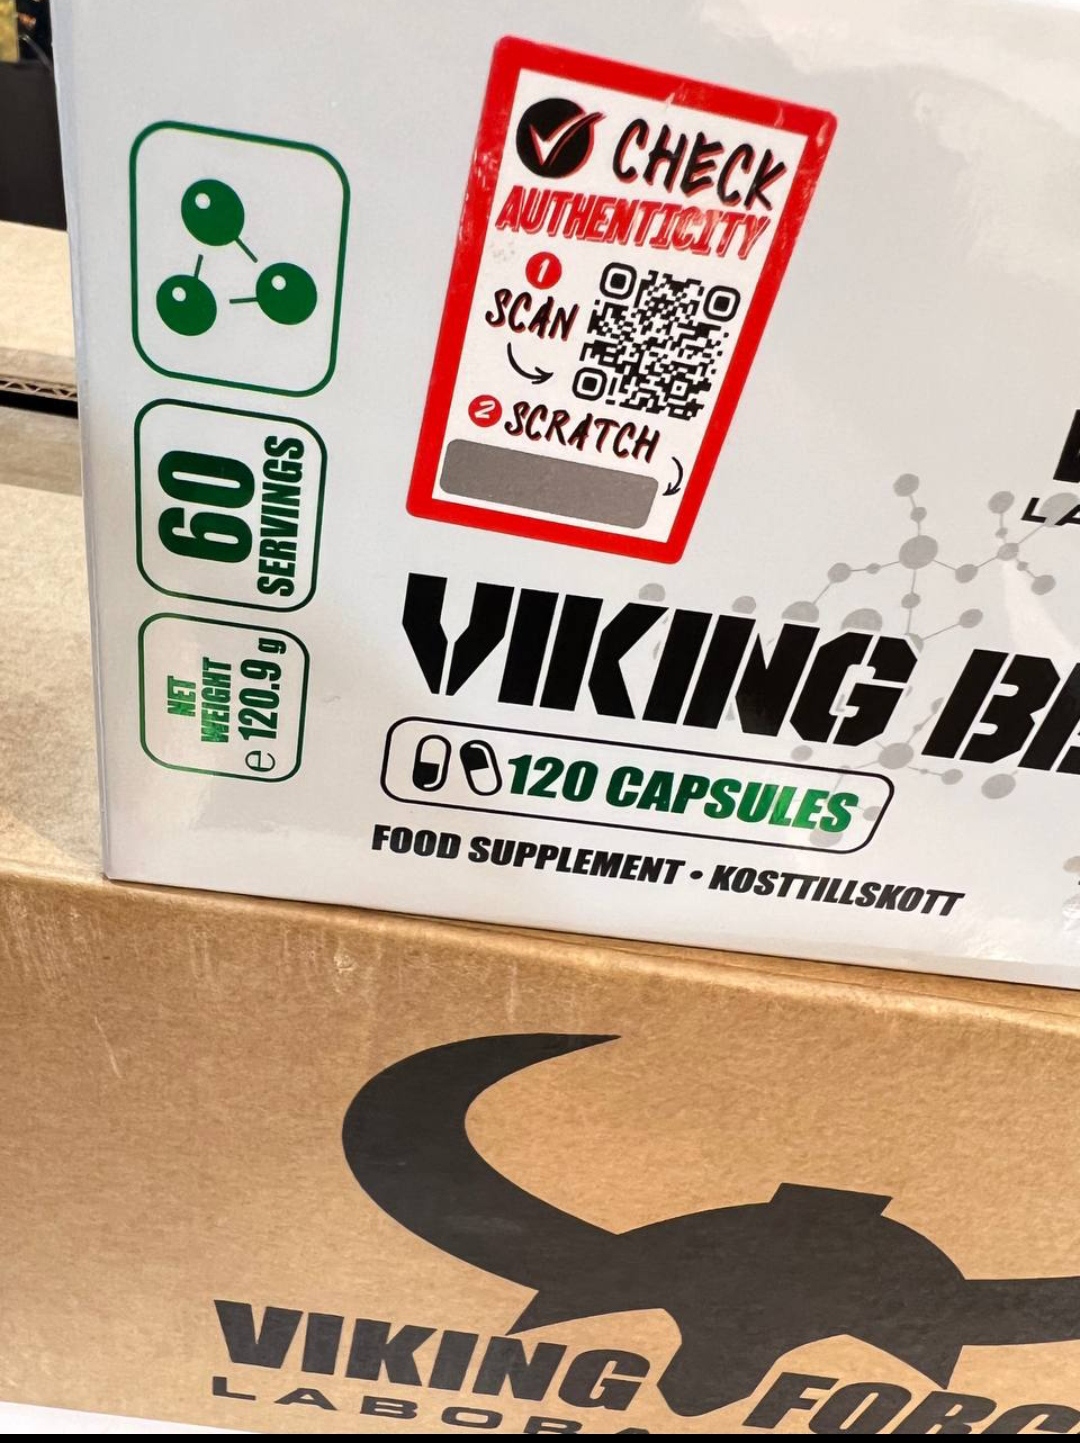 CHECK
AUTHENTICITY
1
SCAN
2 SCRATCH
60
SERVINGS
NET
WEIGHT
e 120.9 g
VIKING
120 CAPSULES
FOOD SUPPLEMENT • KOSTTILLSKOTT
VIKING